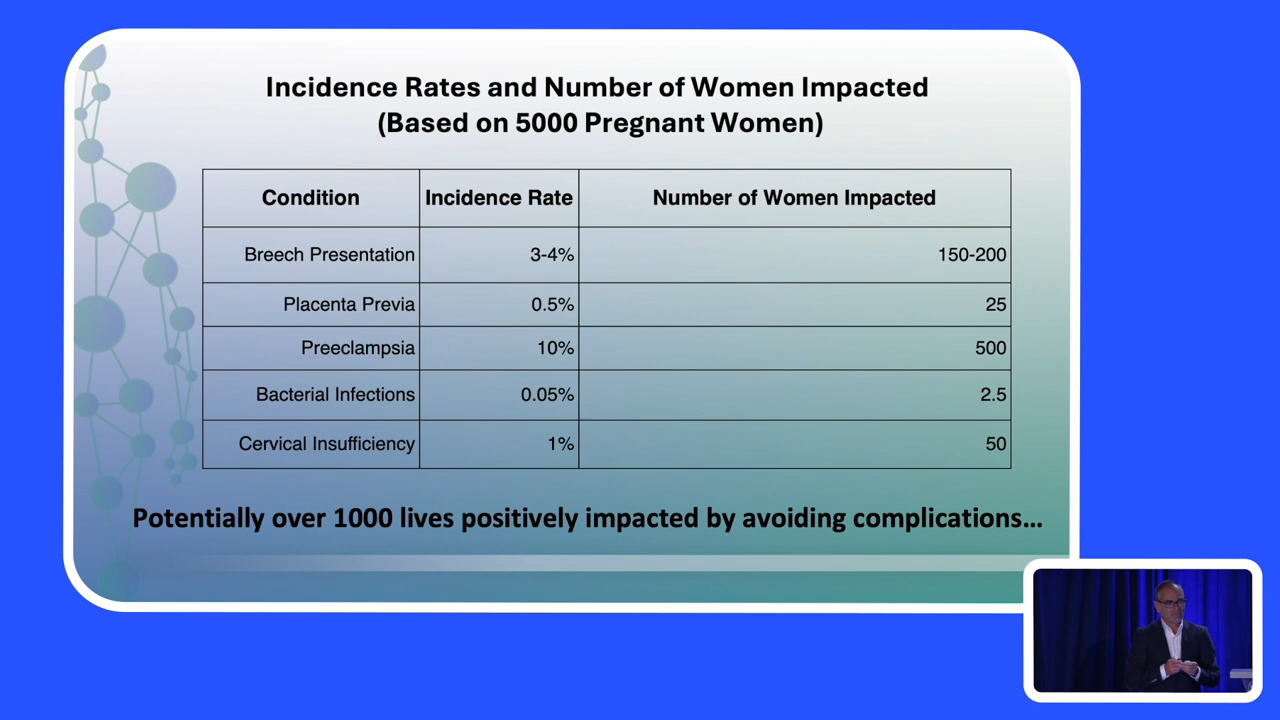 Incidence Rates and Number of Women Impacted
(Based on 5000 Pregnant Women)
Condition Incidence Rate Number of Women Impacted
Breech Presentation 3-4% 150-200
Placenta Previa 0.5% 25
Preeclampsia 10% 500
Bacterial Infections 0.05% 2.5
Cervical Insufficiency 1% 50
Potentially over 1000 lives positively impacted by avoiding complications...